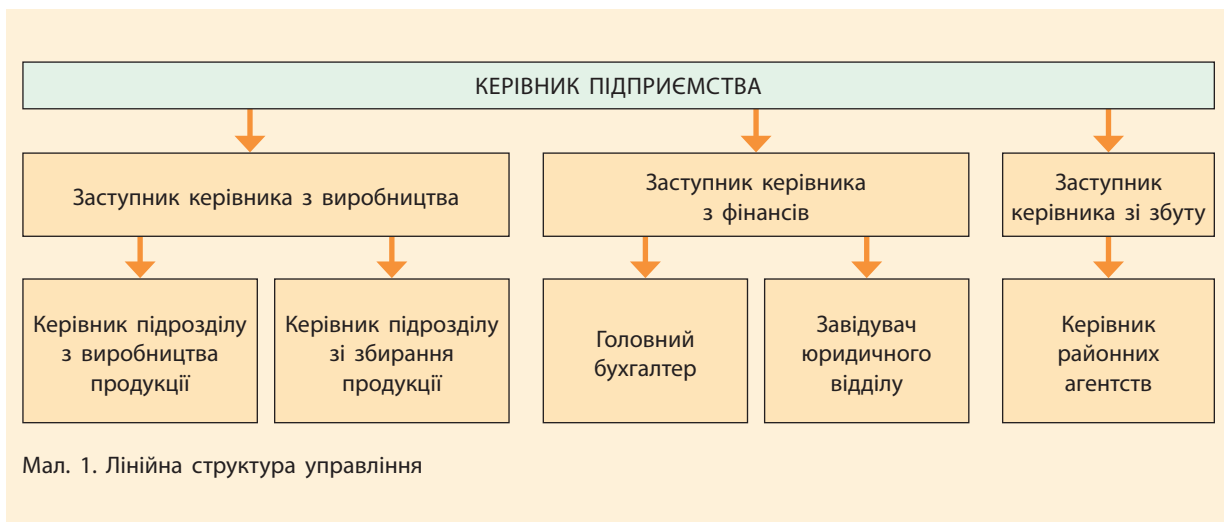 КЕРІВНИК ПІДПРИЄМСТВА
Заступник керівника з виробництва
Заступник керівника
з фінансів
Заступник
керівника зі збуту
Керівник підрозділу
з виробництва
продукції
Керівник підрозділу
зі збирання
продукції
Головний
бухгалтер
Завідувач
юридичного
відділу
Керівник
районних
агентств
Мал. 1. Лінійна структура управління